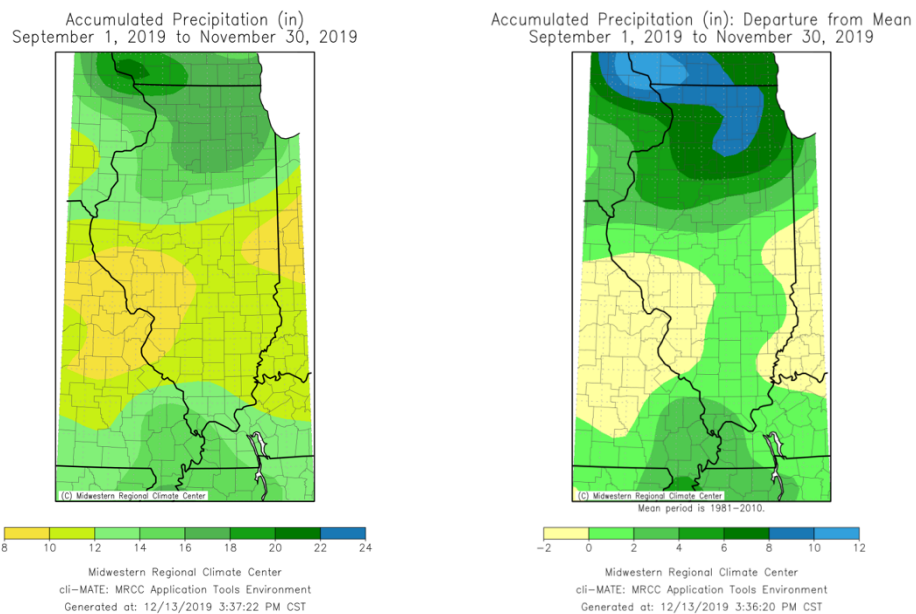 Accumulated Precipitation (in)
September 1, 2019 to November 30, 2019
(C) Midwestern Regional Climate Center
8 10 12 14 16 18 20 22 24
Midwestern Regional Climate Center
cli-MATE: MRCC Application Tools Environment
Generated at: 12/13/2019 3:37:22 PM CST
Accumulated Precipitation (in): Departure from Mean
September 1, 2019 to November 30, 2019
(C) Midwestern Regional Climate Center
Mean period is 1981-2010.
-2 0 2 4 6 8 10 12
Midwestern Regional Climate Center
cli-MATE: MRCC Application Tools Environment
Generated at: 12/13/2019 3:36:20 PM CST